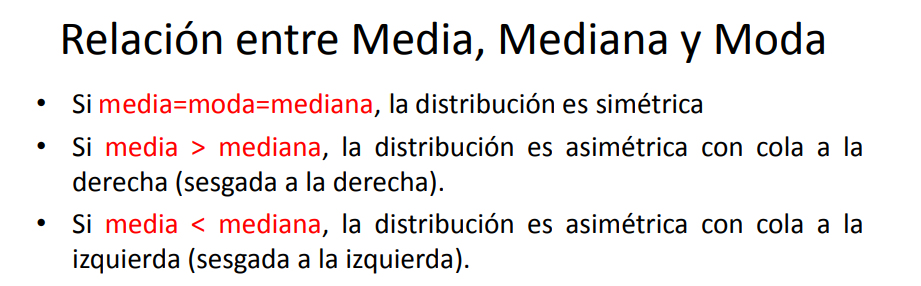 Relación entre Media, Mediana y Moda
• Si media=moda=mediana, la distribución es simétrica
• Si media > mediana, la distribución es asimétrica con cola a la
derecha (sesgada a la derecha).
• Si media < mediana, la distribución es asimétrica con cola a la
izquierda (sesgada a la izquierda).